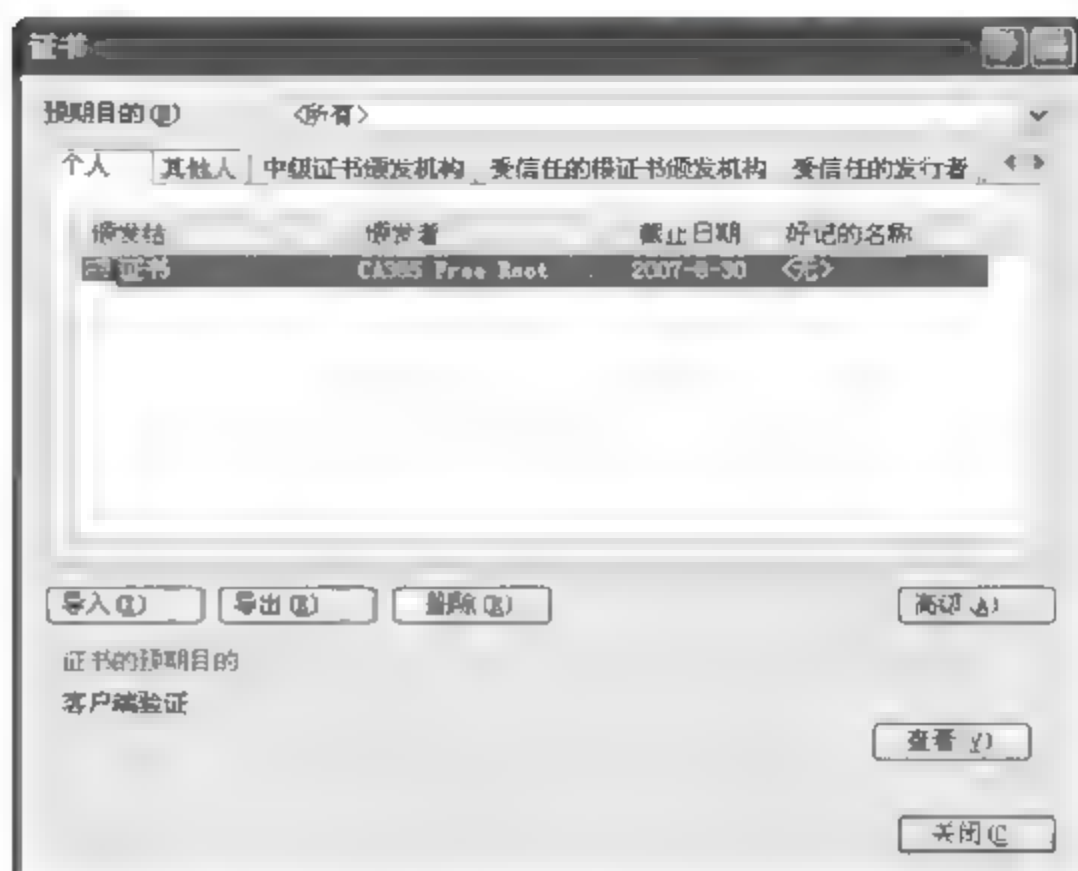 证书
预期目的(N) <所有>
个人 其他人 中级证书颁发机构 受信任的根证书颁发机构 受信任的发行者
颁发给 颁发者 截止日期 好记的名称
证书 CA365 Free Root 2007-8-30 <无>
导入(I) 导出(E) 删除(R) 高级(A)
证书的预期目的
客户端验证
查看(V)
关闭(C